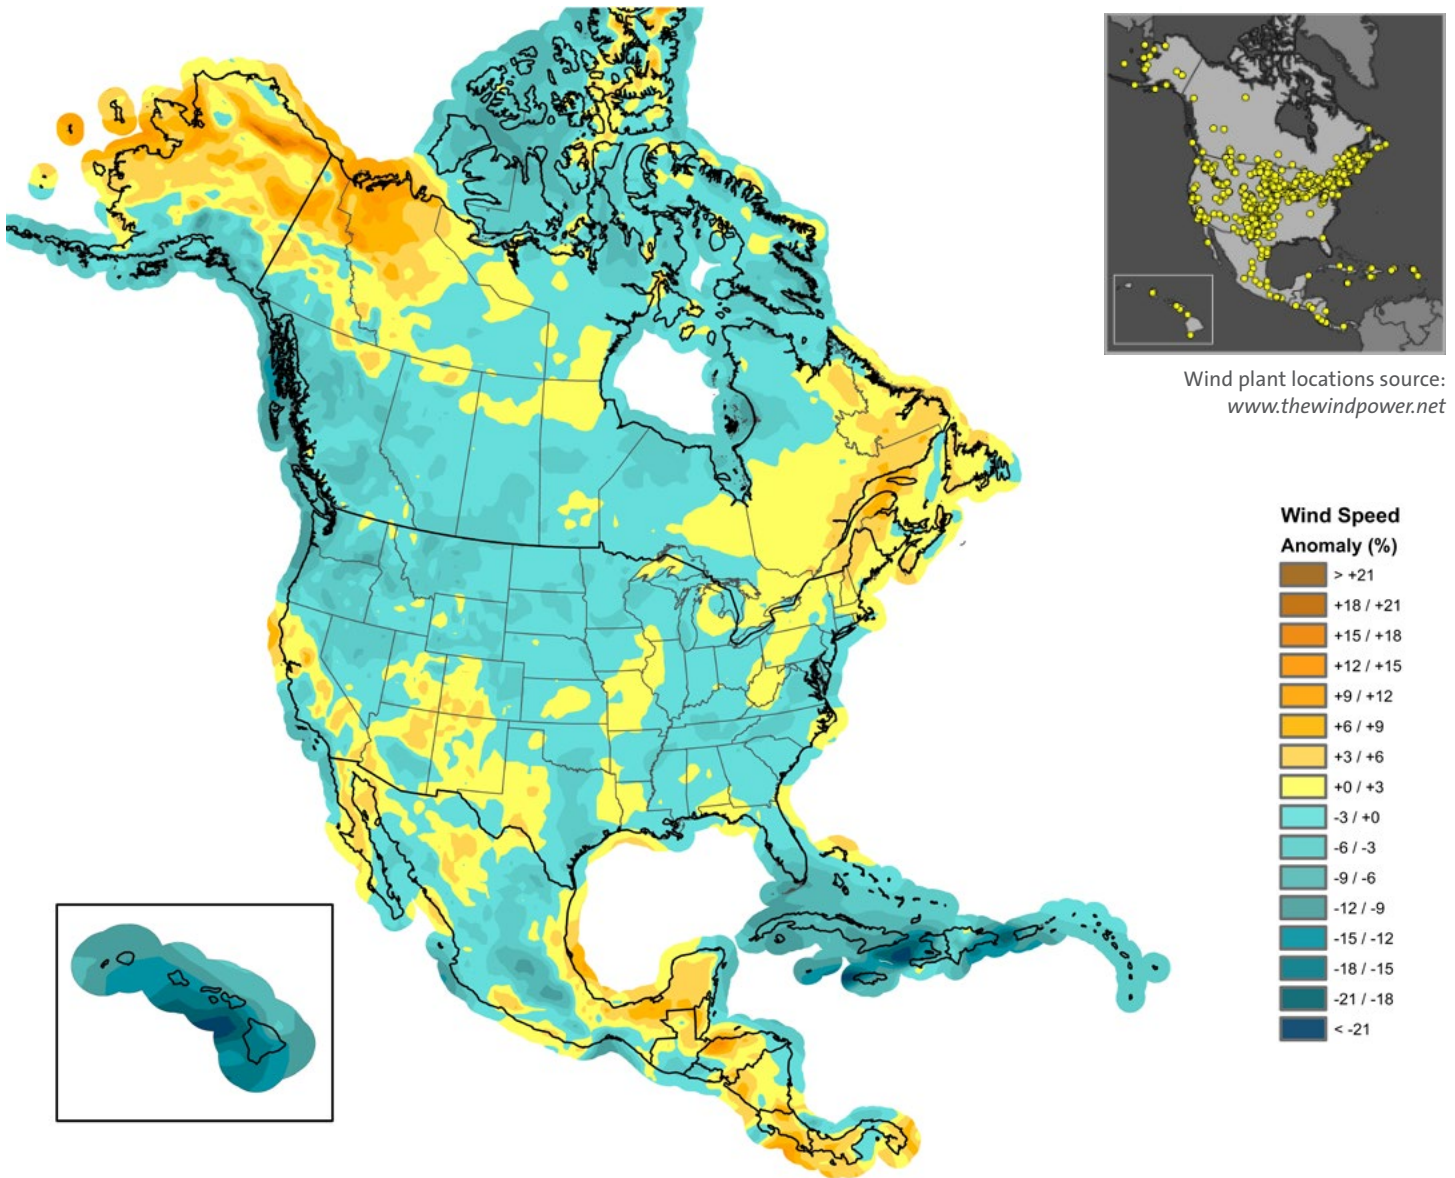 Wind plant locations source:
www.thewindpower.net
Wind Speed
Anomaly (%)
> +21
+18 / +21
+15 / +18
+12 / +15
+9 / +12
+6 / +9
+3 / +6
+0 / +3
-3 / +0
-6 / -3
-9 / -6
-12 / -9
-15 / -12
-18 / -15
-21 / -18
< -21